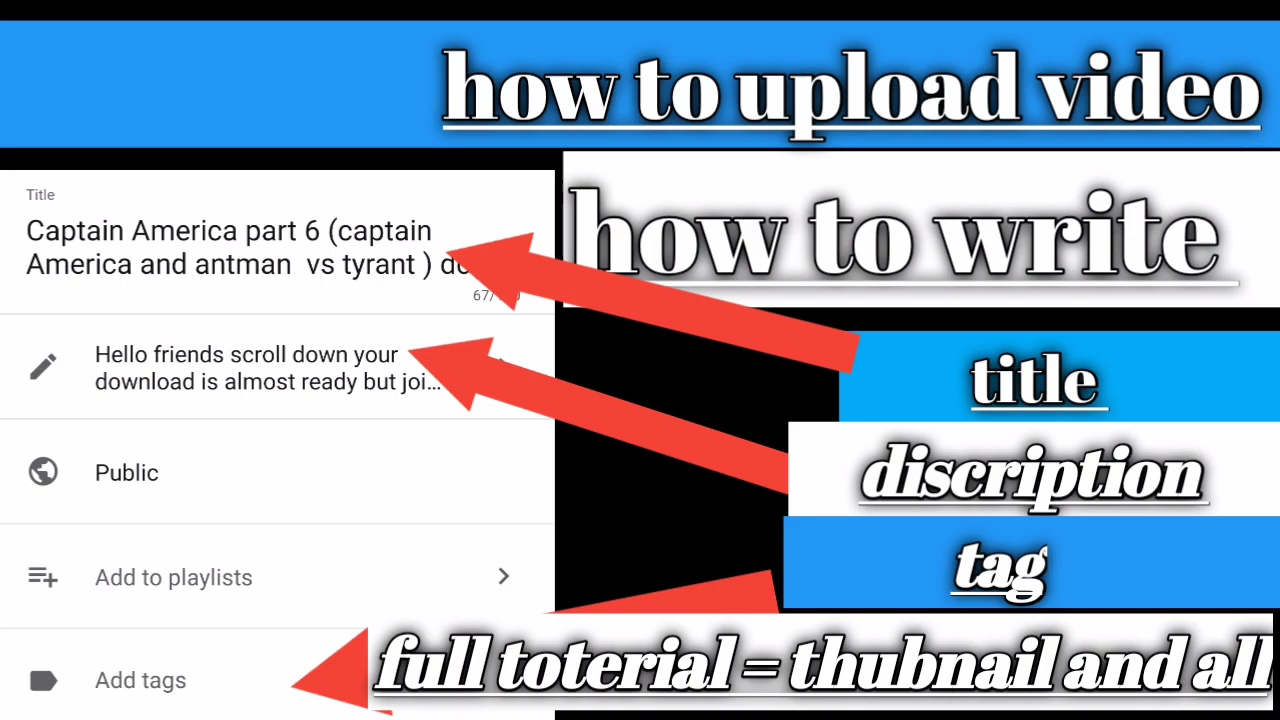 how to upload video
how to write
Title
Captain America part 6 (captain
America and antman vs tyrant )
67/
title
Hello friends scroll down your
download is almost ready but joi...
discription
Public
tag
Add to playlists
full toterial = thubnail and all
Add tags